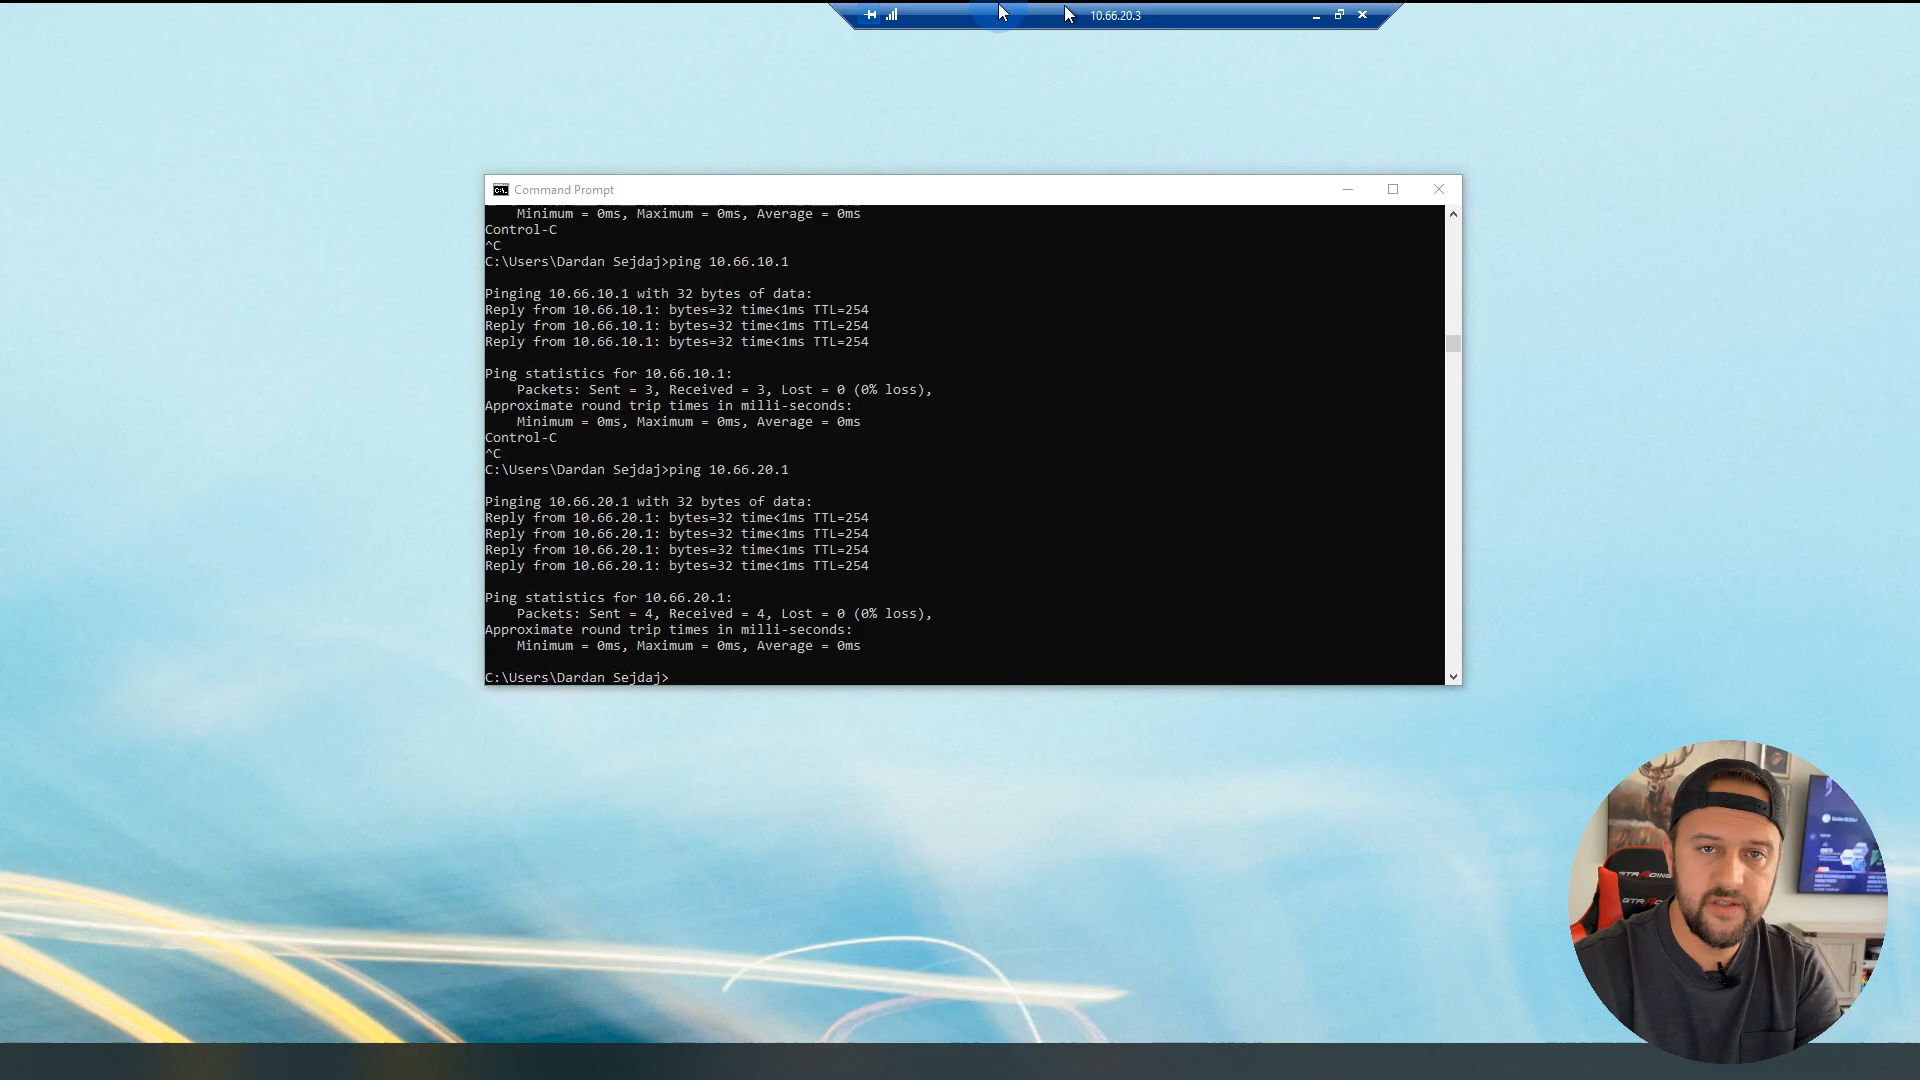 10.66.20.3
Command Prompt
Minimum = 0ms, Maximum = 0ms, Average = 0ms
Control-C
^C
C:\Users\Dardan Sejdaj>ping 10.66.10.1
Pinging 10.66.10.1 with 32 bytes of data:
Reply from 10.66.10.1: bytes=32 time<1ms TTL=254
Reply from 10.66.10.1: bytes=32 time<1ms TTL=254
Reply from 10.66.10.1: bytes=32 time<1ms TTL=254
Ping statistics for 10.66.10.1:
Packets: Sent = 3, Received = 3, Lost = 0 (0% loss),
Approximate round trip times in milli-seconds:
Minimum = 0ms, Maximum = 0ms, Average = 0ms
Control-C
^C
C:\Users\Dardan Sejdaj>ping 10.66.20.1
Pinging 10.66.20.1 with 32 bytes of data:
Reply from 10.66.20.1: bytes=32 time<1ms TTL=254
Reply from 10.66.20.1: bytes=32 time<1ms TTL=254
Reply from 10.66.20.1: bytes=32 time<1ms TTL=254
Reply from 10.66.20.1: bytes=32 time<1ms TTL=254
Ping statistics for 10.66.20.1:
Packets: Sent = 4, Received = 4, Lost = 0 (0% loss),
Approximate round trip times in milli-seconds:
Minimum = 0ms, Maximum = 0ms, Average = 0ms
C:\Users\Dardan Sejdaj>
GTRACING